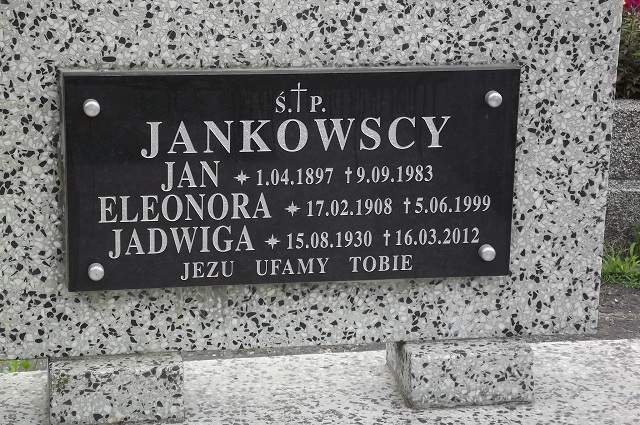 Ś.†P.
JANKOWSCY
JAN ✶ 1.04.1897 † 9.09.1983
ELEONORA ✶ 17.02.1908 † 5.06.1999
JADWIGA ✶ 15.08.1930 † 16.03.2012
JEZU UFAMY TOBIE